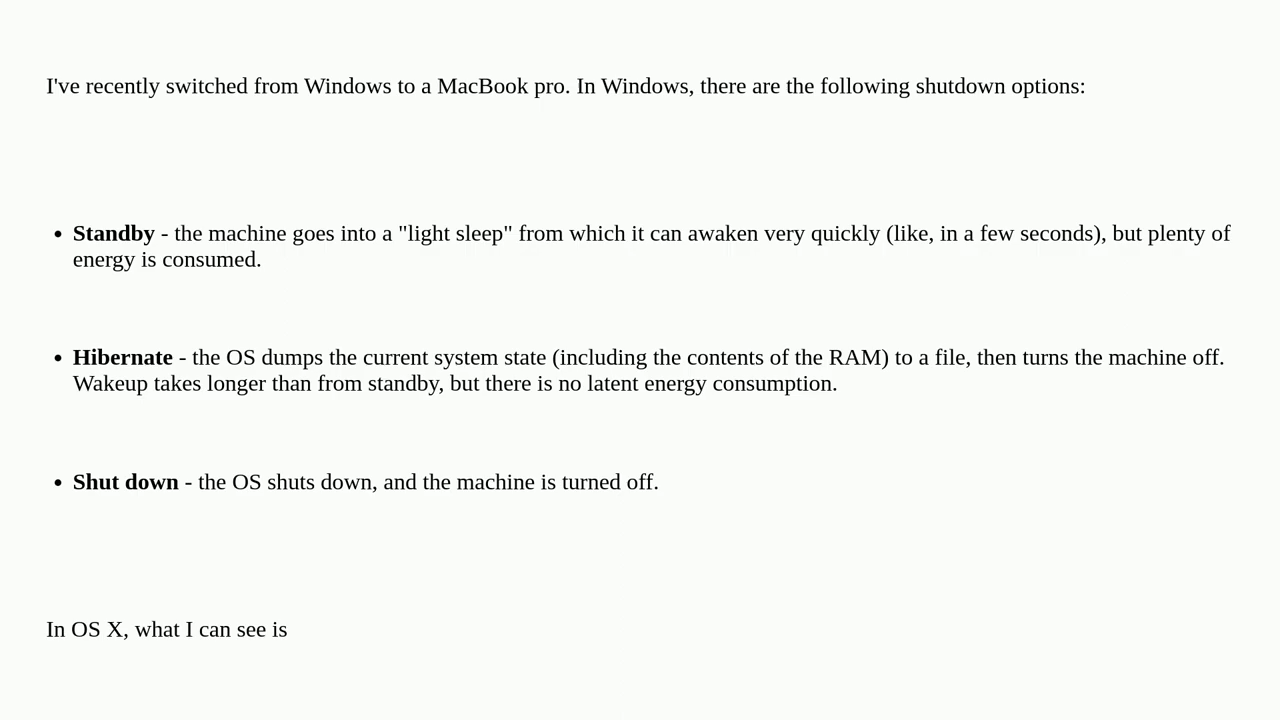 I've recently switched from Windows to a MacBook pro. In Windows, there are the following shutdown options:
• Standby - the machine goes into a "light sleep" from which it can awaken very quickly (like, in a few seconds), but plenty of
energy is consumed.
• Hibernate - the OS dumps the current system state (including the contents of the RAM) to a file, then turns the machine off.
Wakeup takes longer than from standby, but there is no latent energy consumption.
• Shut down - the OS shuts down, and the machine is turned off.
In OS X, what I can see is